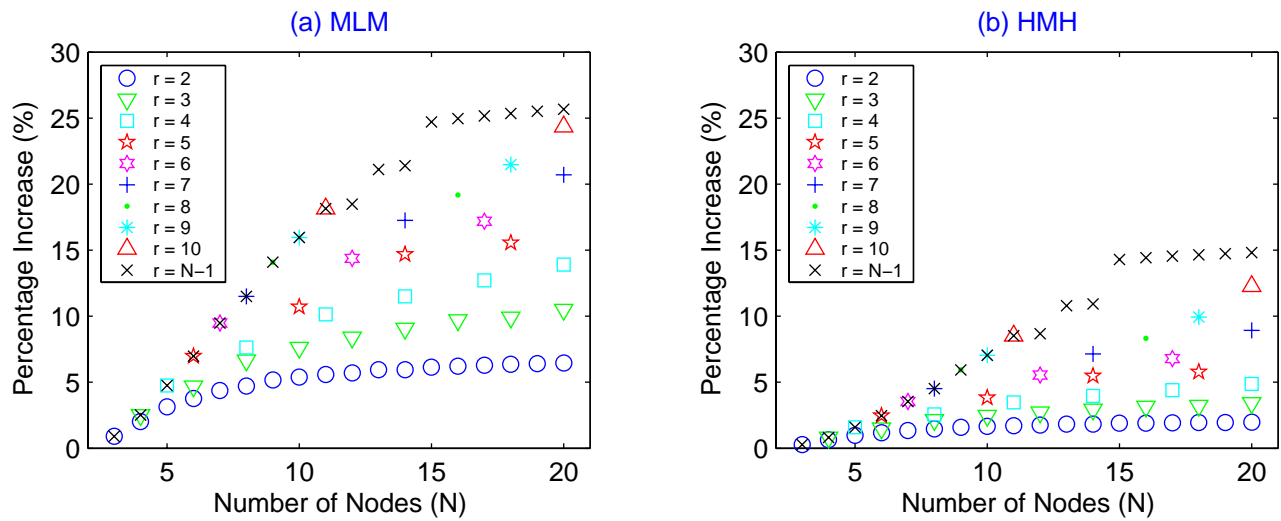 (a) MLM
30
25
20
15
10
5
0
Percentage Increase (%)
r = 2
r = 3
r = 4
r = 5
r = 6
r = 7
r = 8
r = 9
r = 10
r = N−1
5
10
15
20
Number of Nodes (N)
(b) HMH
30
25
20
15
10
5
0
Percentage Increase (%)
r = 2
r = 3
r = 4
r = 5
r = 6
r = 7
r = 8
r = 9
r = 10
r = N−1
5
10
15
20
Number of Nodes (N)